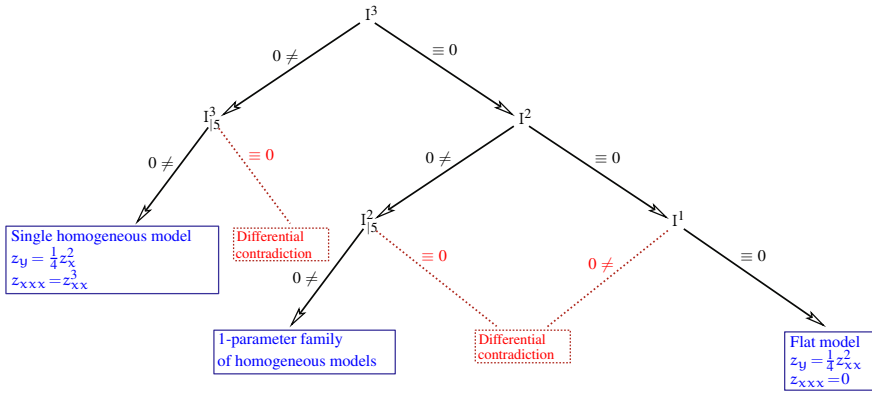 I³
0 ≠
≡ 0
I³|5
I²
0 ≠
≡ 0
0 ≠
≡ 0
Single homogeneous model
z_y = ¼z_x²
z_xxx = z_xx³
Differential
contradiction
I²|5
I¹
0 ≠
≡ 0
0 ≠
≡ 0
1-parameter family
of homogeneous models
Differential
contradiction
Flat model
z_y = ¼z_xx²
z_xxx = 0